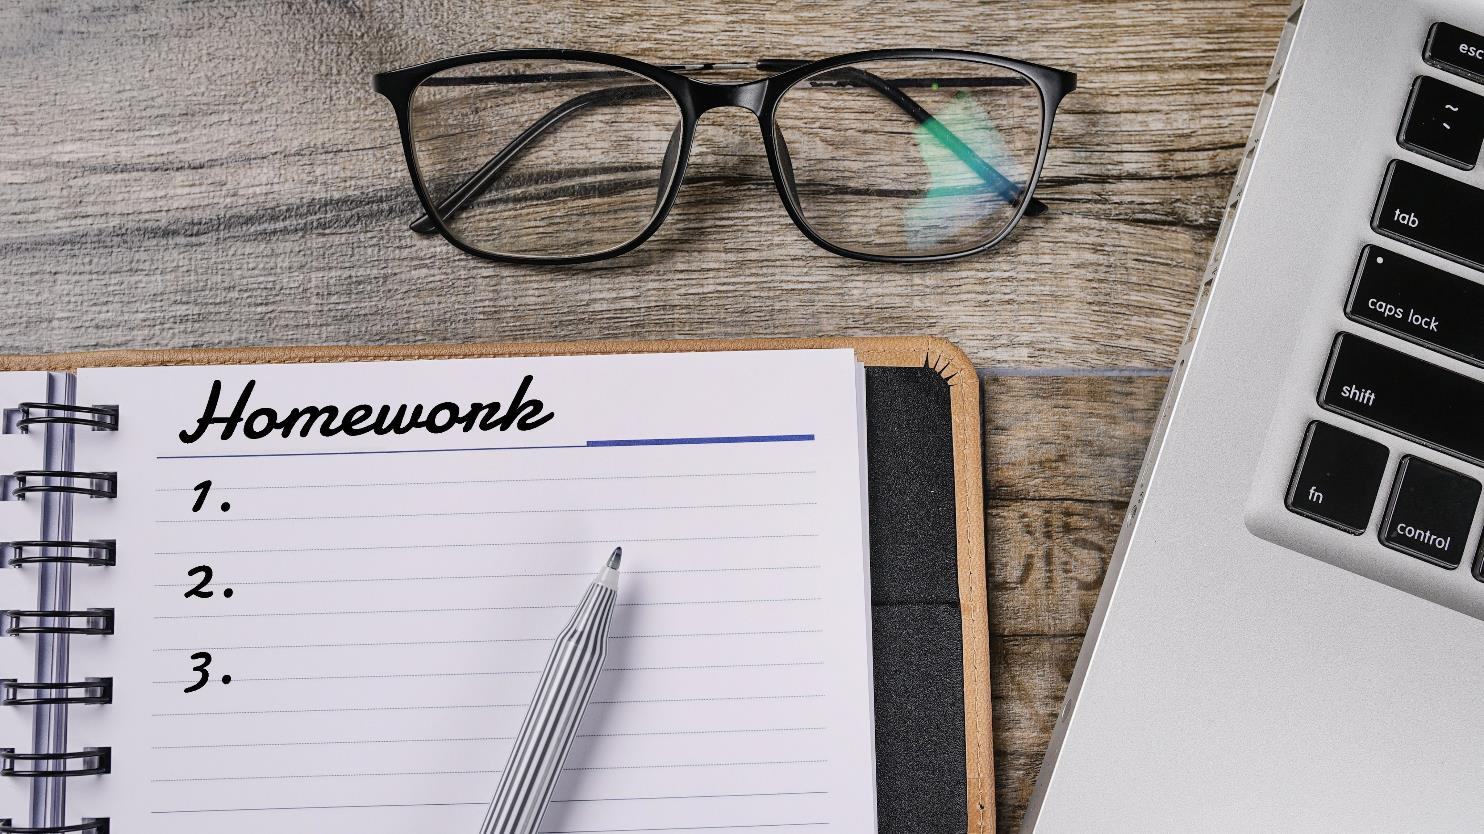 Homework
1.
2.
3.
esc
~
`
tab
caps lock
shift
fn
control